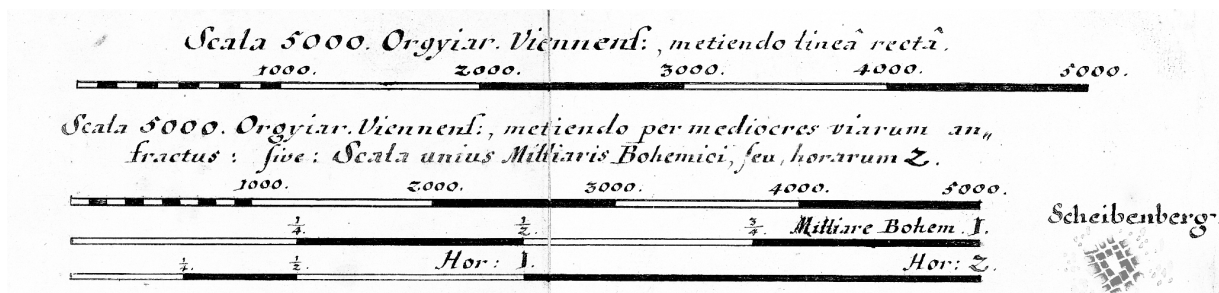 Scala 5000. Orgyiar. Viennens:, metiendo lineâ rectâ.
1000. 2000. 3000. 4000. 5000.
Scala 5000. Orgyiar. Viennens:, metiendo per mediocres viarum an„
fractus: sive: Scala unius Milliaris Bohemici, seu, horarum 2.
1000. 2000. 3000. 4000. 5000.
Scheibenberg
1/4. 1/2. 3/4. Milliare Bohem. 1.
1/4. 1/2. Hor: 1. Hor: 2.